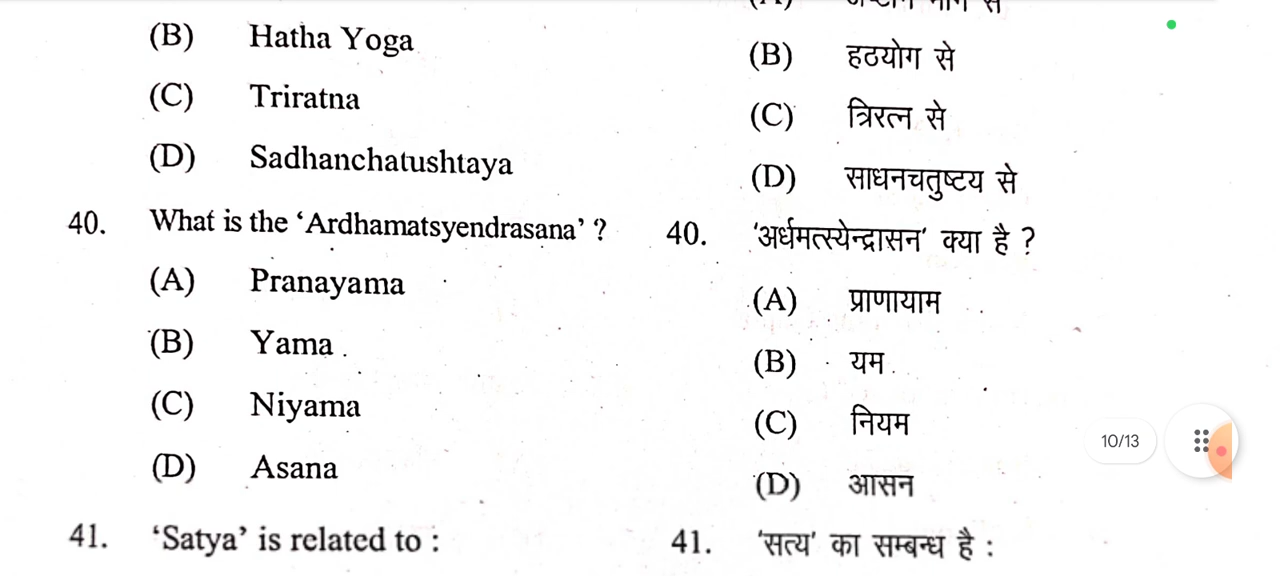 (B) Hatha Yoga
(C) Triratna
(D) Sadhanchatushtaya
40. What is the ‘Ardhamatsyendrasana’ ?
(A) Pranayama
(B) Yama
(C) Niyama
(D) Asana
41. ‘Satya’ is related to :
(B) हठयोग से
(C) त्रिरत्न से
(D) साधनचतुष्टय से
40. ‘अर्धमत्स्येन्द्रासन’ क्या है ?
(A) प्राणायाम
(B) यम
(C) नियम
(D) आसन
41. ‘सत्य’ का सम्बन्ध है :
10/13